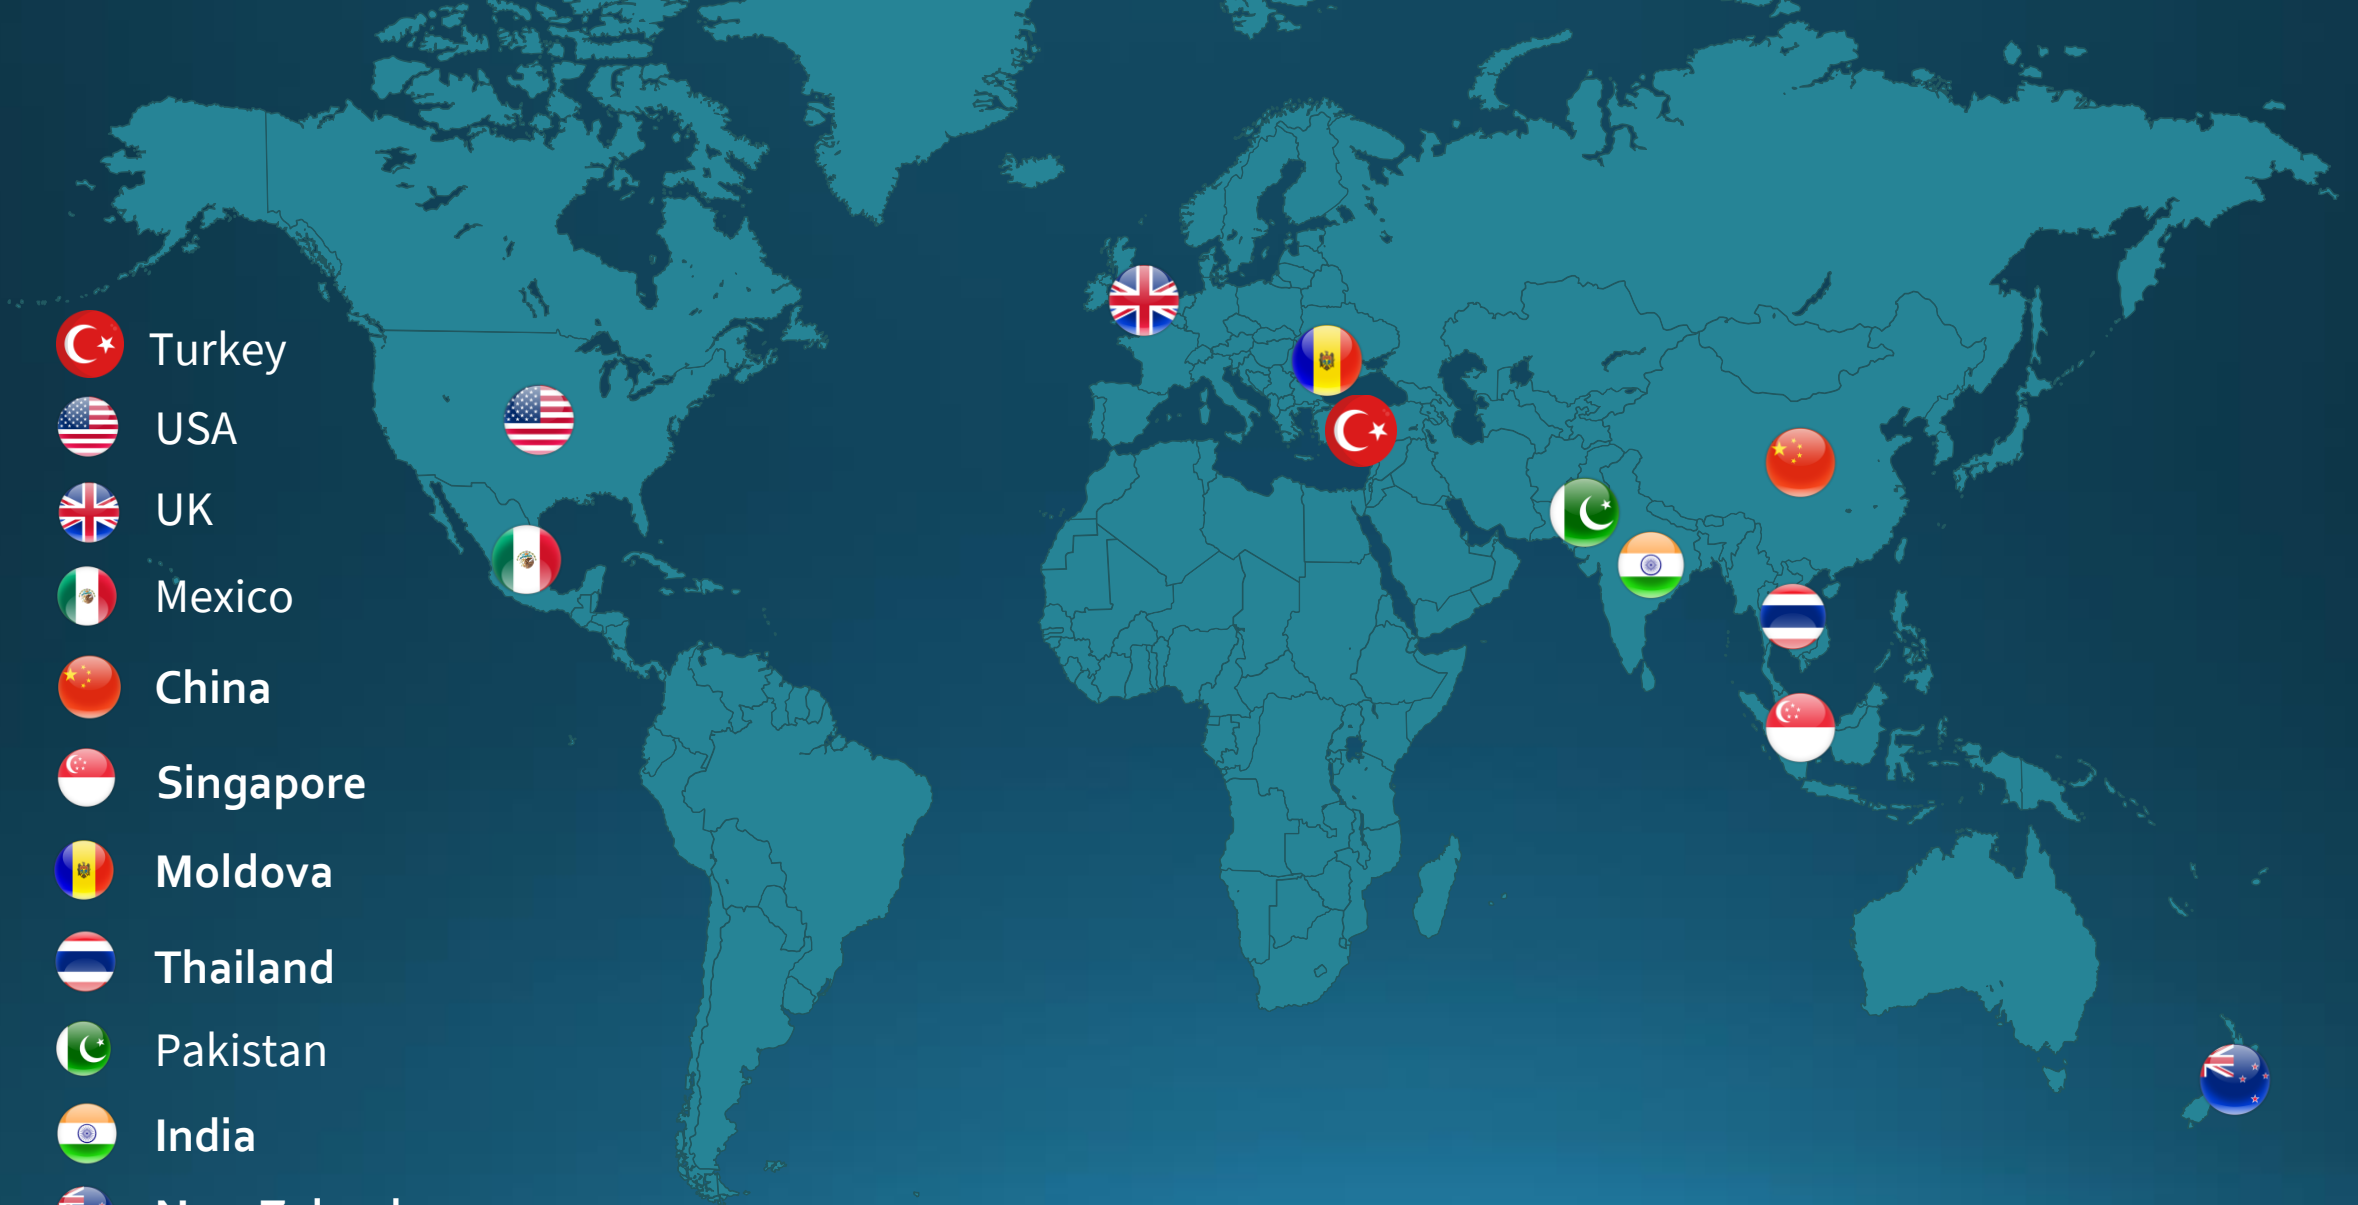 Turkey
USA
UK
Mexico
China
Singapore
Moldova
Thailand
Pakistan
India